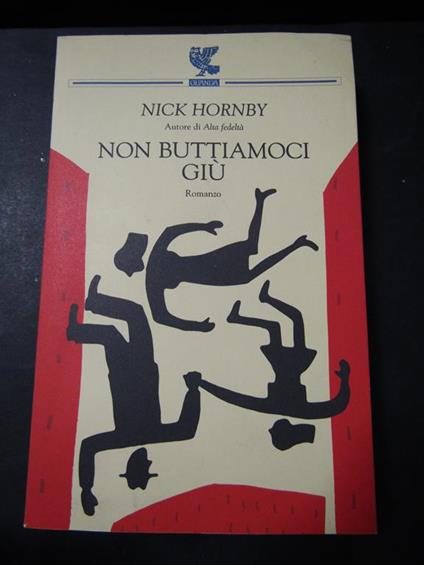 GUANDA
NICK HORNBY
Autore di Alta fedeltà
NON BUTTIAMOCI
GIÙ
Romanzo